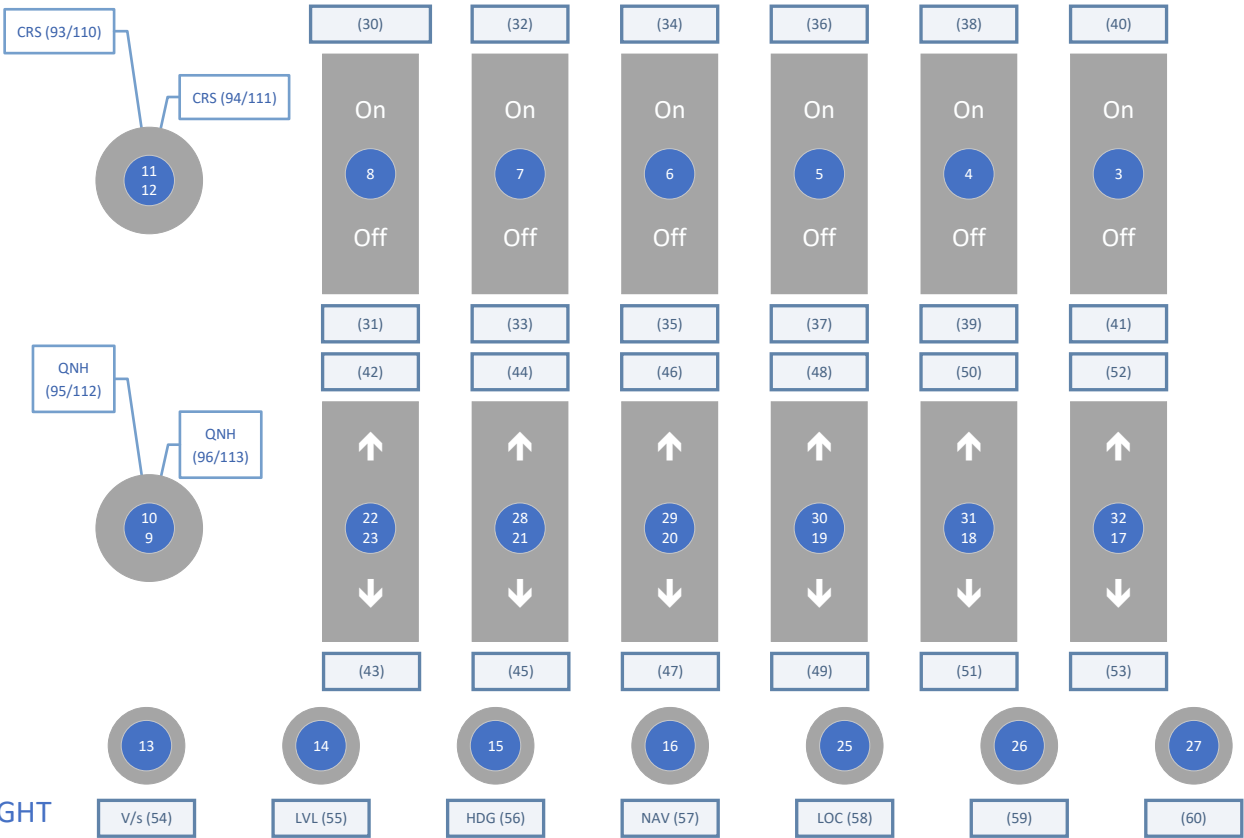 (30) (32) (34) (36) (38) (40)
CRS (93/110)
CRS (94/111)
On On On On On On
11
12
8 7 6 5 4 3
Off Off Off Off Off Off
(31) (33) (35) (37) (39) (41)
(42) (44) (46) (48) (50) (52)
QNH
(95/112)
QNH
(96/113)
10
9
22
23
28
21
29
20
30
19
31
18
32
17
(43) (45) (47) (49) (51) (53)
13 14 15 16 25 26 27
GHT V/s (54) LVL (55) HDG (56) NAV (57) LOC (58) (59) (60)